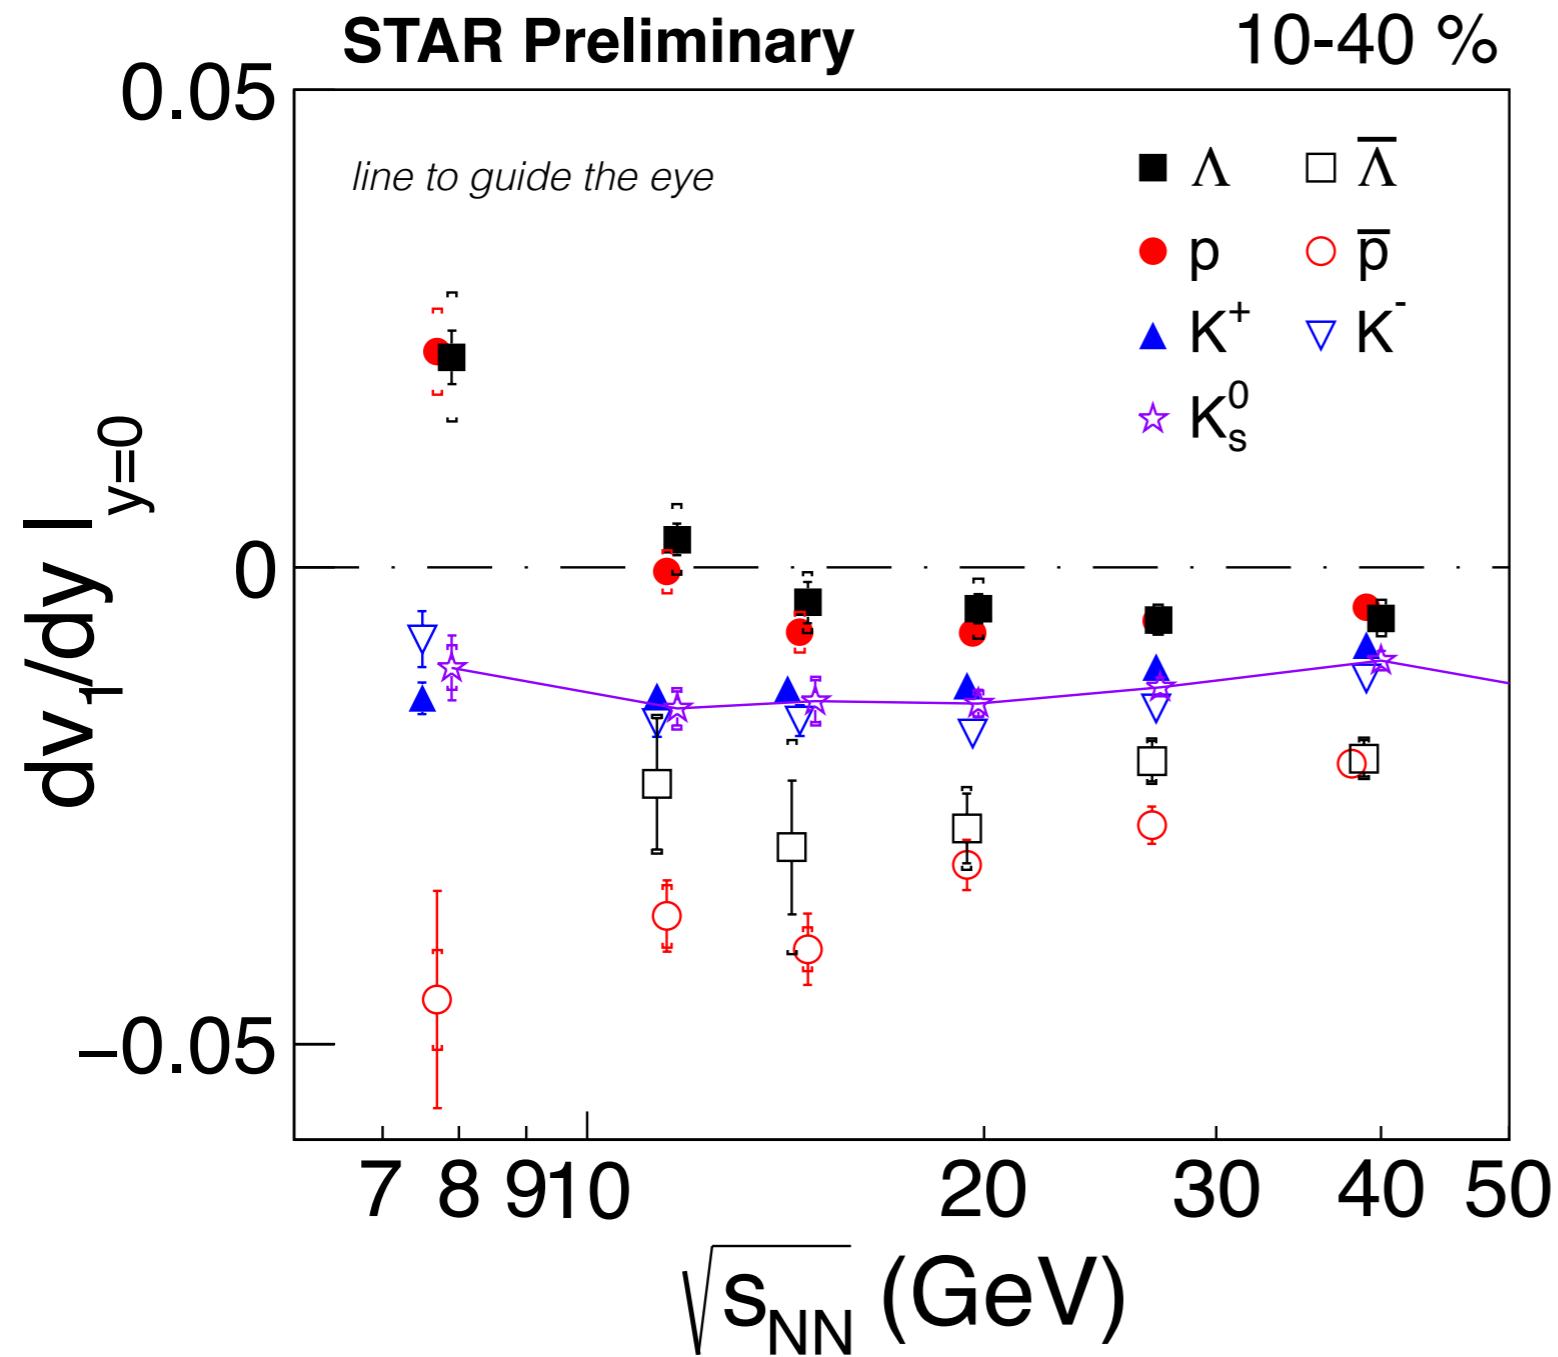 STAR Preliminary 10-40 %
0.05
line to guide the eye
Λ Λ̅
p p̅
K⁺ K⁻
K⁰ₛ
dv₁/dy |y=0
0
−0.05
7 8 9 10 20 30 40 50
√sNN (GeV)